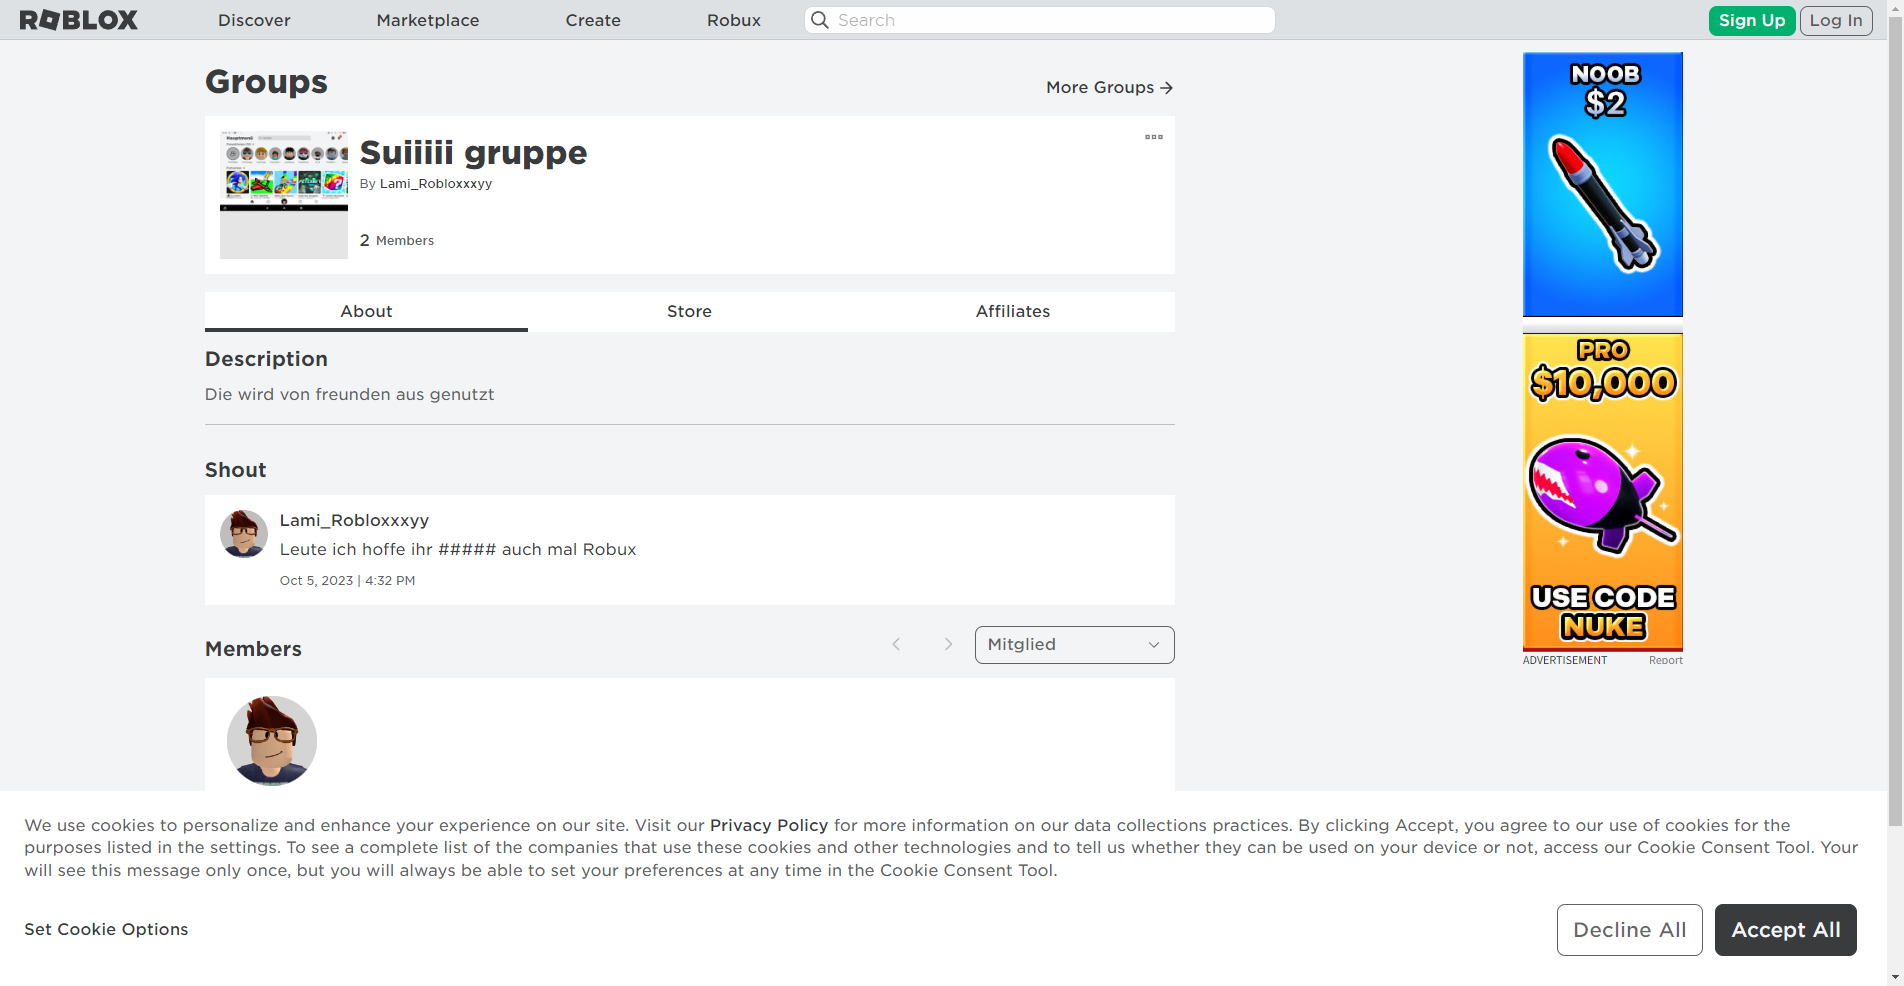 ROBLOX
Discover
Marketplace
Create
Robux
Search
Sign Up
Log In
Groups
More Groups
Suiiiii gruppe
By Lami_Robloxxxyy
2 Members
About
Store
Affiliates
Description
Die wird von freunden aus genutzt
Shout
Lami_Robloxxxyy
Leute ich hoffe ihr ##### auch mal Robux
Oct 5, 2023 | 4:32 PM
Members
Mitglied
NOOB
$2
PRO
$10,000
USE CODE
NUKE
ADVERTISEMENT
Report
We use cookies to personalize and enhance your experience on our site. Visit our Privacy Policy for more information on our data collections practices. By clicking Accept, you agree to our use of cookies for the
purposes listed in the settings. To see a complete list of the companies that use these cookies and other technologies and to tell us whether they can be used on your device or not, access our Cookie Consent Tool. Your
will see this message only once, but you will always be able to set your preferences at any time in the Cookie Consent Tool.
Set Cookie Options
Decline All
Accept All